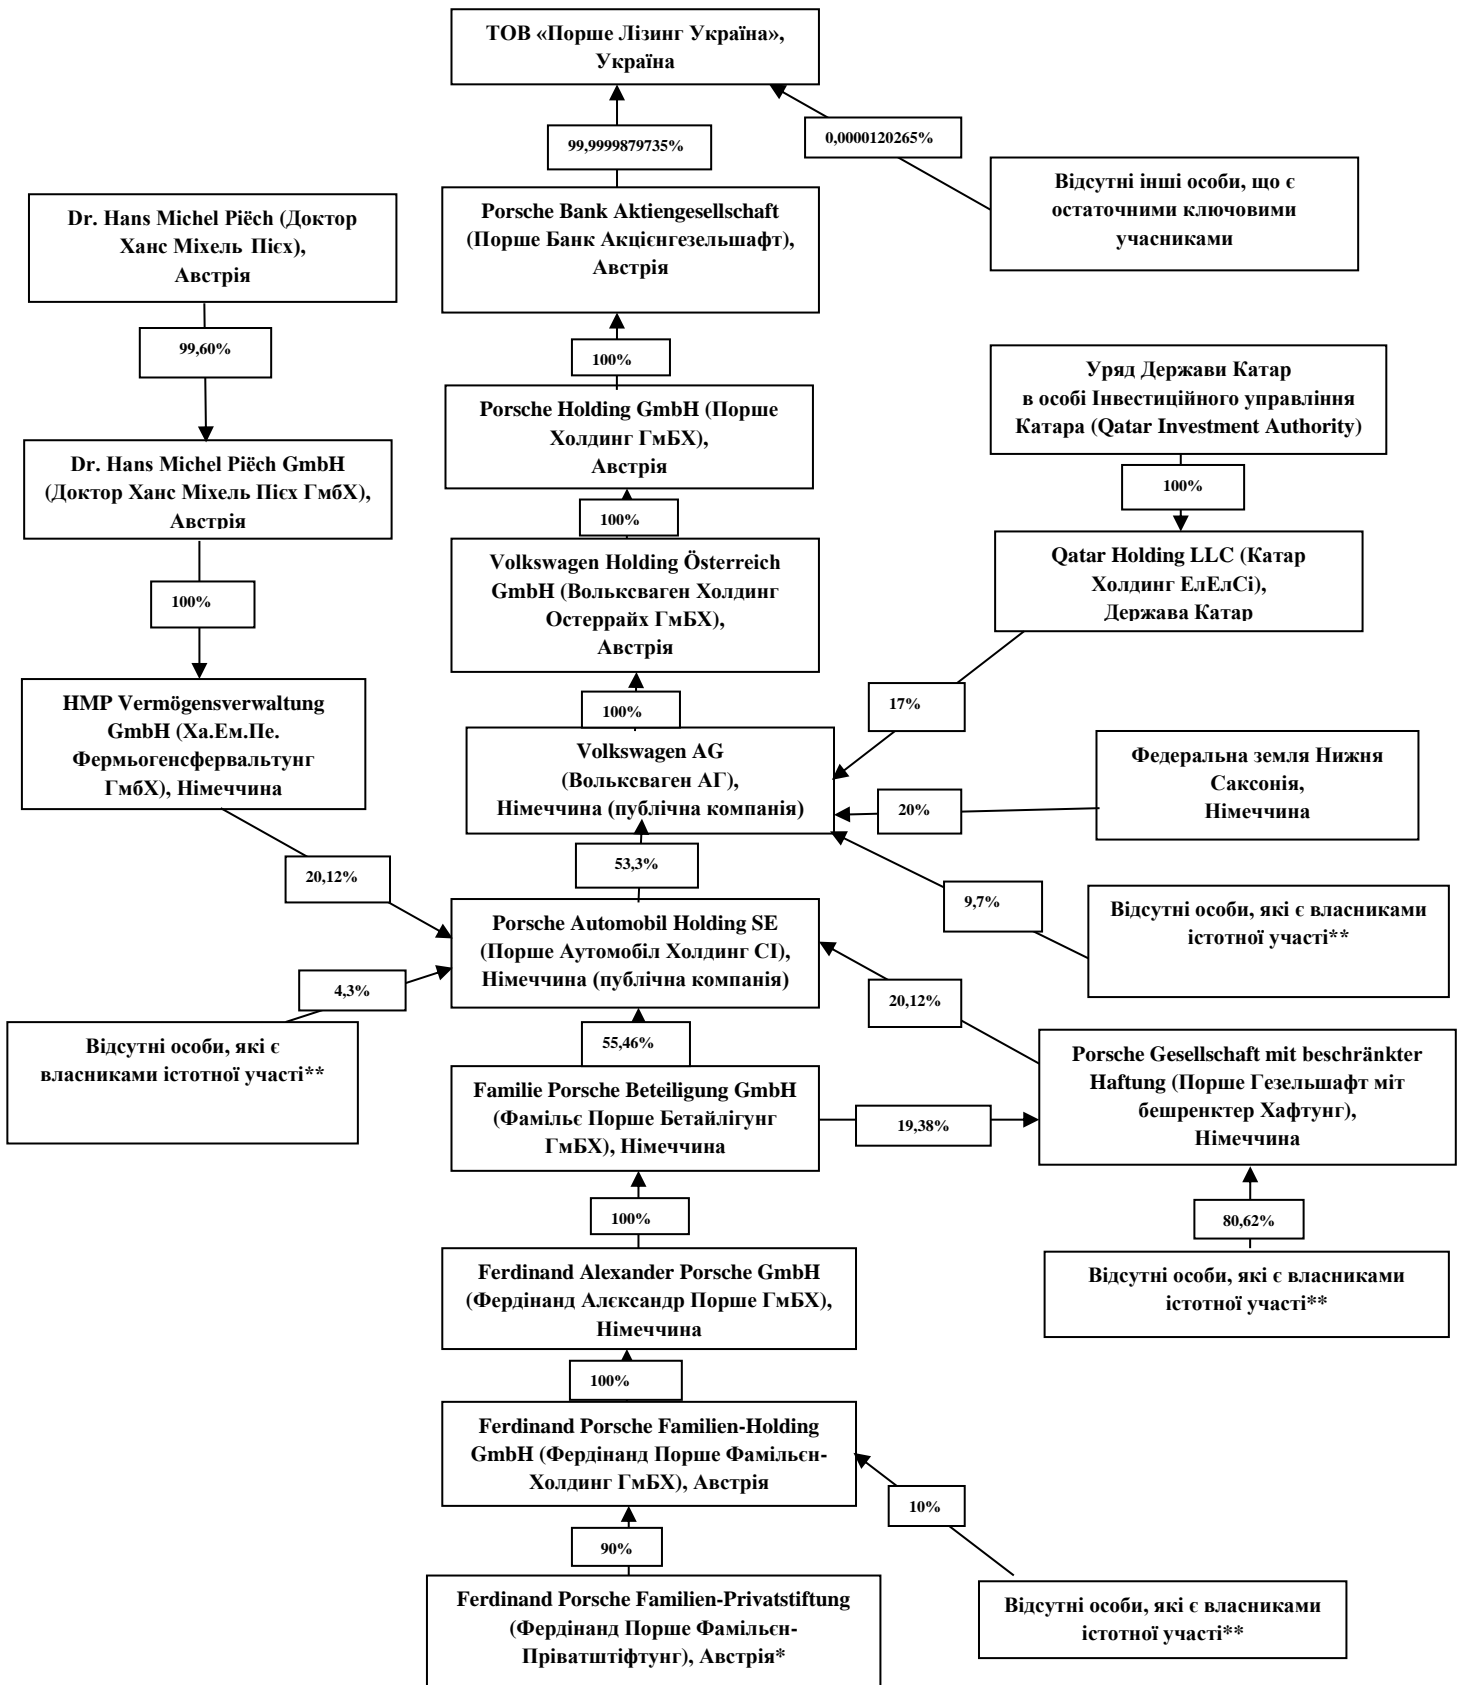 ТОВ «Порше Лізинг Україна»,
Україна
99,9999879735%
0,0000120265%
Відсутні інші особи, що є
остаточними ключовими
учасниками
Dr. Hans Michel Piëch (Доктор
Ханс Міхель Пієх),
Австрія
Porsche Bank Aktiengesellschaft
(Порше Банк Акцієнгезельшафт),
Австрія
99,60%
100%
Уряд Держави Катар
в особі Інвестиційного управління
Катара (Qatar Investment Authority)
Porsche Holding GmbH (Порше
Холдинг ГмБХ),
Австрія
Dr. Hans Michel Piëch GmbH
(Доктор Ханс Міхель Пієх ГмбХ),
Австрія
100%
100%
Qatar Holding LLC (Катар
Холдинг ЕлЕлСі),
Держава Катар
Volkswagen Holding Österreich
GmbH (Вольксваген Холдинг
Остеррайх ГмБХ),
Австрія
100%
HMP Vermögensverwaltung
GmbH (Ха.Ем.Пе.
Фермьогенсфервальтунг
ГмбХ), Німеччина
100%
17%
Volkswagen AG
(Вольксваген АГ),
Німеччина (публічна компанія)
Федеральна земля Нижня
Саксонія,
Німеччина
20%
53,3%
20,12%
9,7%
Відсутні особи, які є власниками
істотної участі**
Porsche Automobil Holding SE
(Порше Аутомобіл Холдинг СІ),
Німеччина (публічна компанія)
4,3%
20,12%
Відсутні особи, які є
власниками істотної участі**
55,46%
Porsche Gesellschaft mit beschränkter
Haftung (Порше Гезельшафт міт
бешренктер Хафтунг),
Німеччина
Familie Porsche Beteiligung GmbH
(Фамільє Порше Бетайлігунг
ГмБХ), Німеччина
19,38%
100%
80,62%
Ferdinand Alexander Porsche GmbH
(Фердінанд Алєксандр Порше ГмБХ),
Німеччина
Відсутні особи, які є власниками
істотної участі**
100%
Ferdinand Porsche Familien-Holding
GmbH (Фердінанд Порше Фамільєн-
Холдинг ГмБХ), Австрія
10%
90%
Ferdinand Porsche Familien-Privatstiftung
(Фердінанд Порше Фамільєн-
Пріватштіфтунг), Австрія*
Відсутні особи, які є власниками
істотної участі**